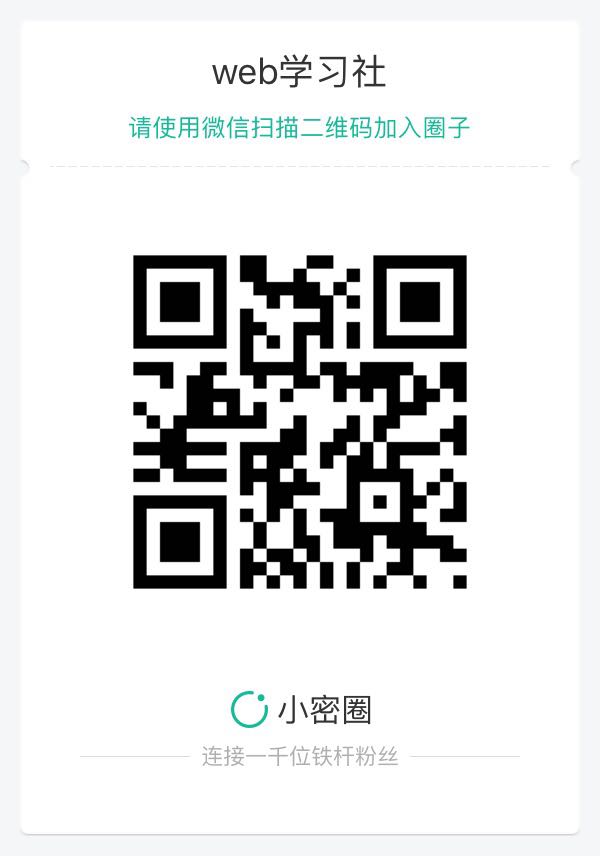 web学习社
请使用微信扫描二维码加入圈子
小密圈
连接一千位铁杆粉丝